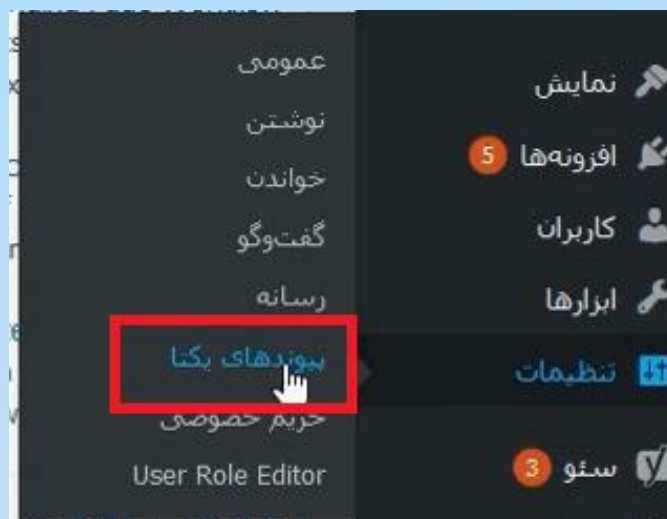 نمایش
افزونه‌ها 5
کاربران
ابزارها
تنظیمات
سئو 3
عمومی
نوشتن
خواندن
گفت‌وگو
رسانه
پیوندهای یکتا
حریم خصوصی
User Role Editor